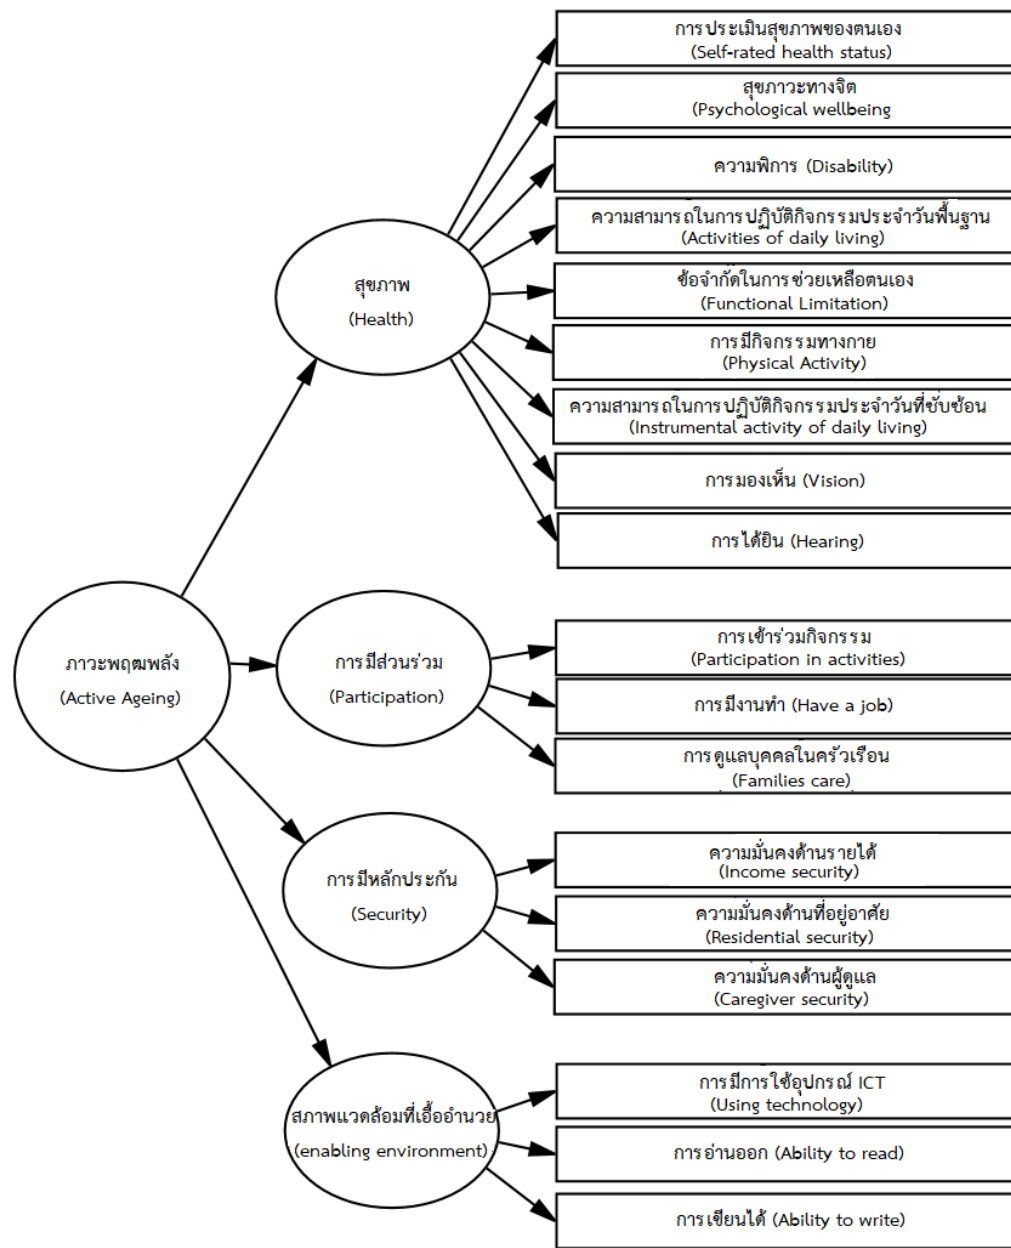 การประเมินสุขภาพของตนเอง
(Self-rated health status)
สุขภาวะทางจิต
(Psychological wellbeing
ความพิการ (Disability)
ความสามารถในการปฏิบัติกิจกรรมประจำวันพื้นฐาน
(Activities of daily living)
ข้อจำกัดในการช่วยเหลือตนเอง
(Functional Limitation)
การมีกิจกรรมทางกาย
(Physical Activity)
ความสามารถในการปฏิบัติกิจกรรมประจำวันที่ซับซ้อน
(Instrumental activity of daily living)
การมองเห็น (Vision)
การได้ยิน (Hearing)
สุขภาพ
(Health)
ภาวะพฤฒพลัง
(Active Ageing)
การมีส่วนร่วม
(Participation)
การเข้าร่วมกิจกรรม
(Participation in activities)
การมีงานทำ (Have a job)
การดูแลบุคคลในครัวเรือน
(Families care)
การมีหลักประกัน
(Security)
ความมั่นคงด้านรายได้
(Income security)
ความมั่นคงด้านที่อยู่อาศัย
(Residential security)
ความมั่นคงด้านผู้ดูแล
(Caregiver security)
สภาพแวดล้อมที่เอื้ออำนวย
(enabling environment)
การมีการใช้อุปกรณ์ ICT
(Using technology)
การอ่านออก (Ability to read)
การเขียนได้ (Ability to write)